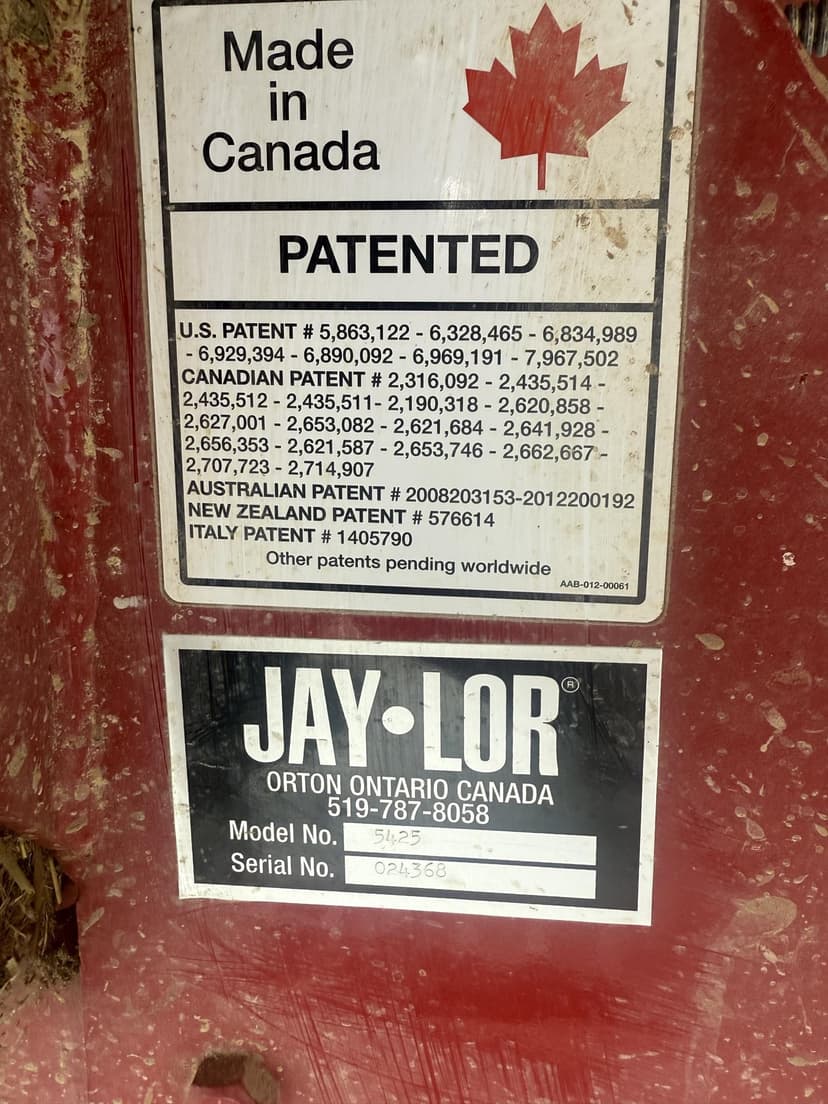 Made
in
Canada
PATENTED
U.S. PATENT # 5,863,122 - 6,328,465 - 6,834,989
- 6,929,394 - 6,890,092 - 6,969,191 - 7,967,502
CANADIAN PATENT # 2,316,092 - 2,435,514 -
2,435,512 - 2,435,511- 2,190,318 - 2,620,858 -
2,627,001 - 2,653,082 - 2,621,684 - 2,641,928 -
2,656,353 - 2,621,587 - 2,653,746 - 2,662,667 -
2,707,723 - 2,714,907
AUSTRALIAN PATENT # 2008203153-2012200192
NEW ZEALAND PATENT # 576614
ITALY PATENT # 1405790
Other patents pending worldwide
AAB-012-00061
JAY•LOR®
ORTON ONTARIO CANADA
519-787-8058
Model No. 5425
Serial No. 024368